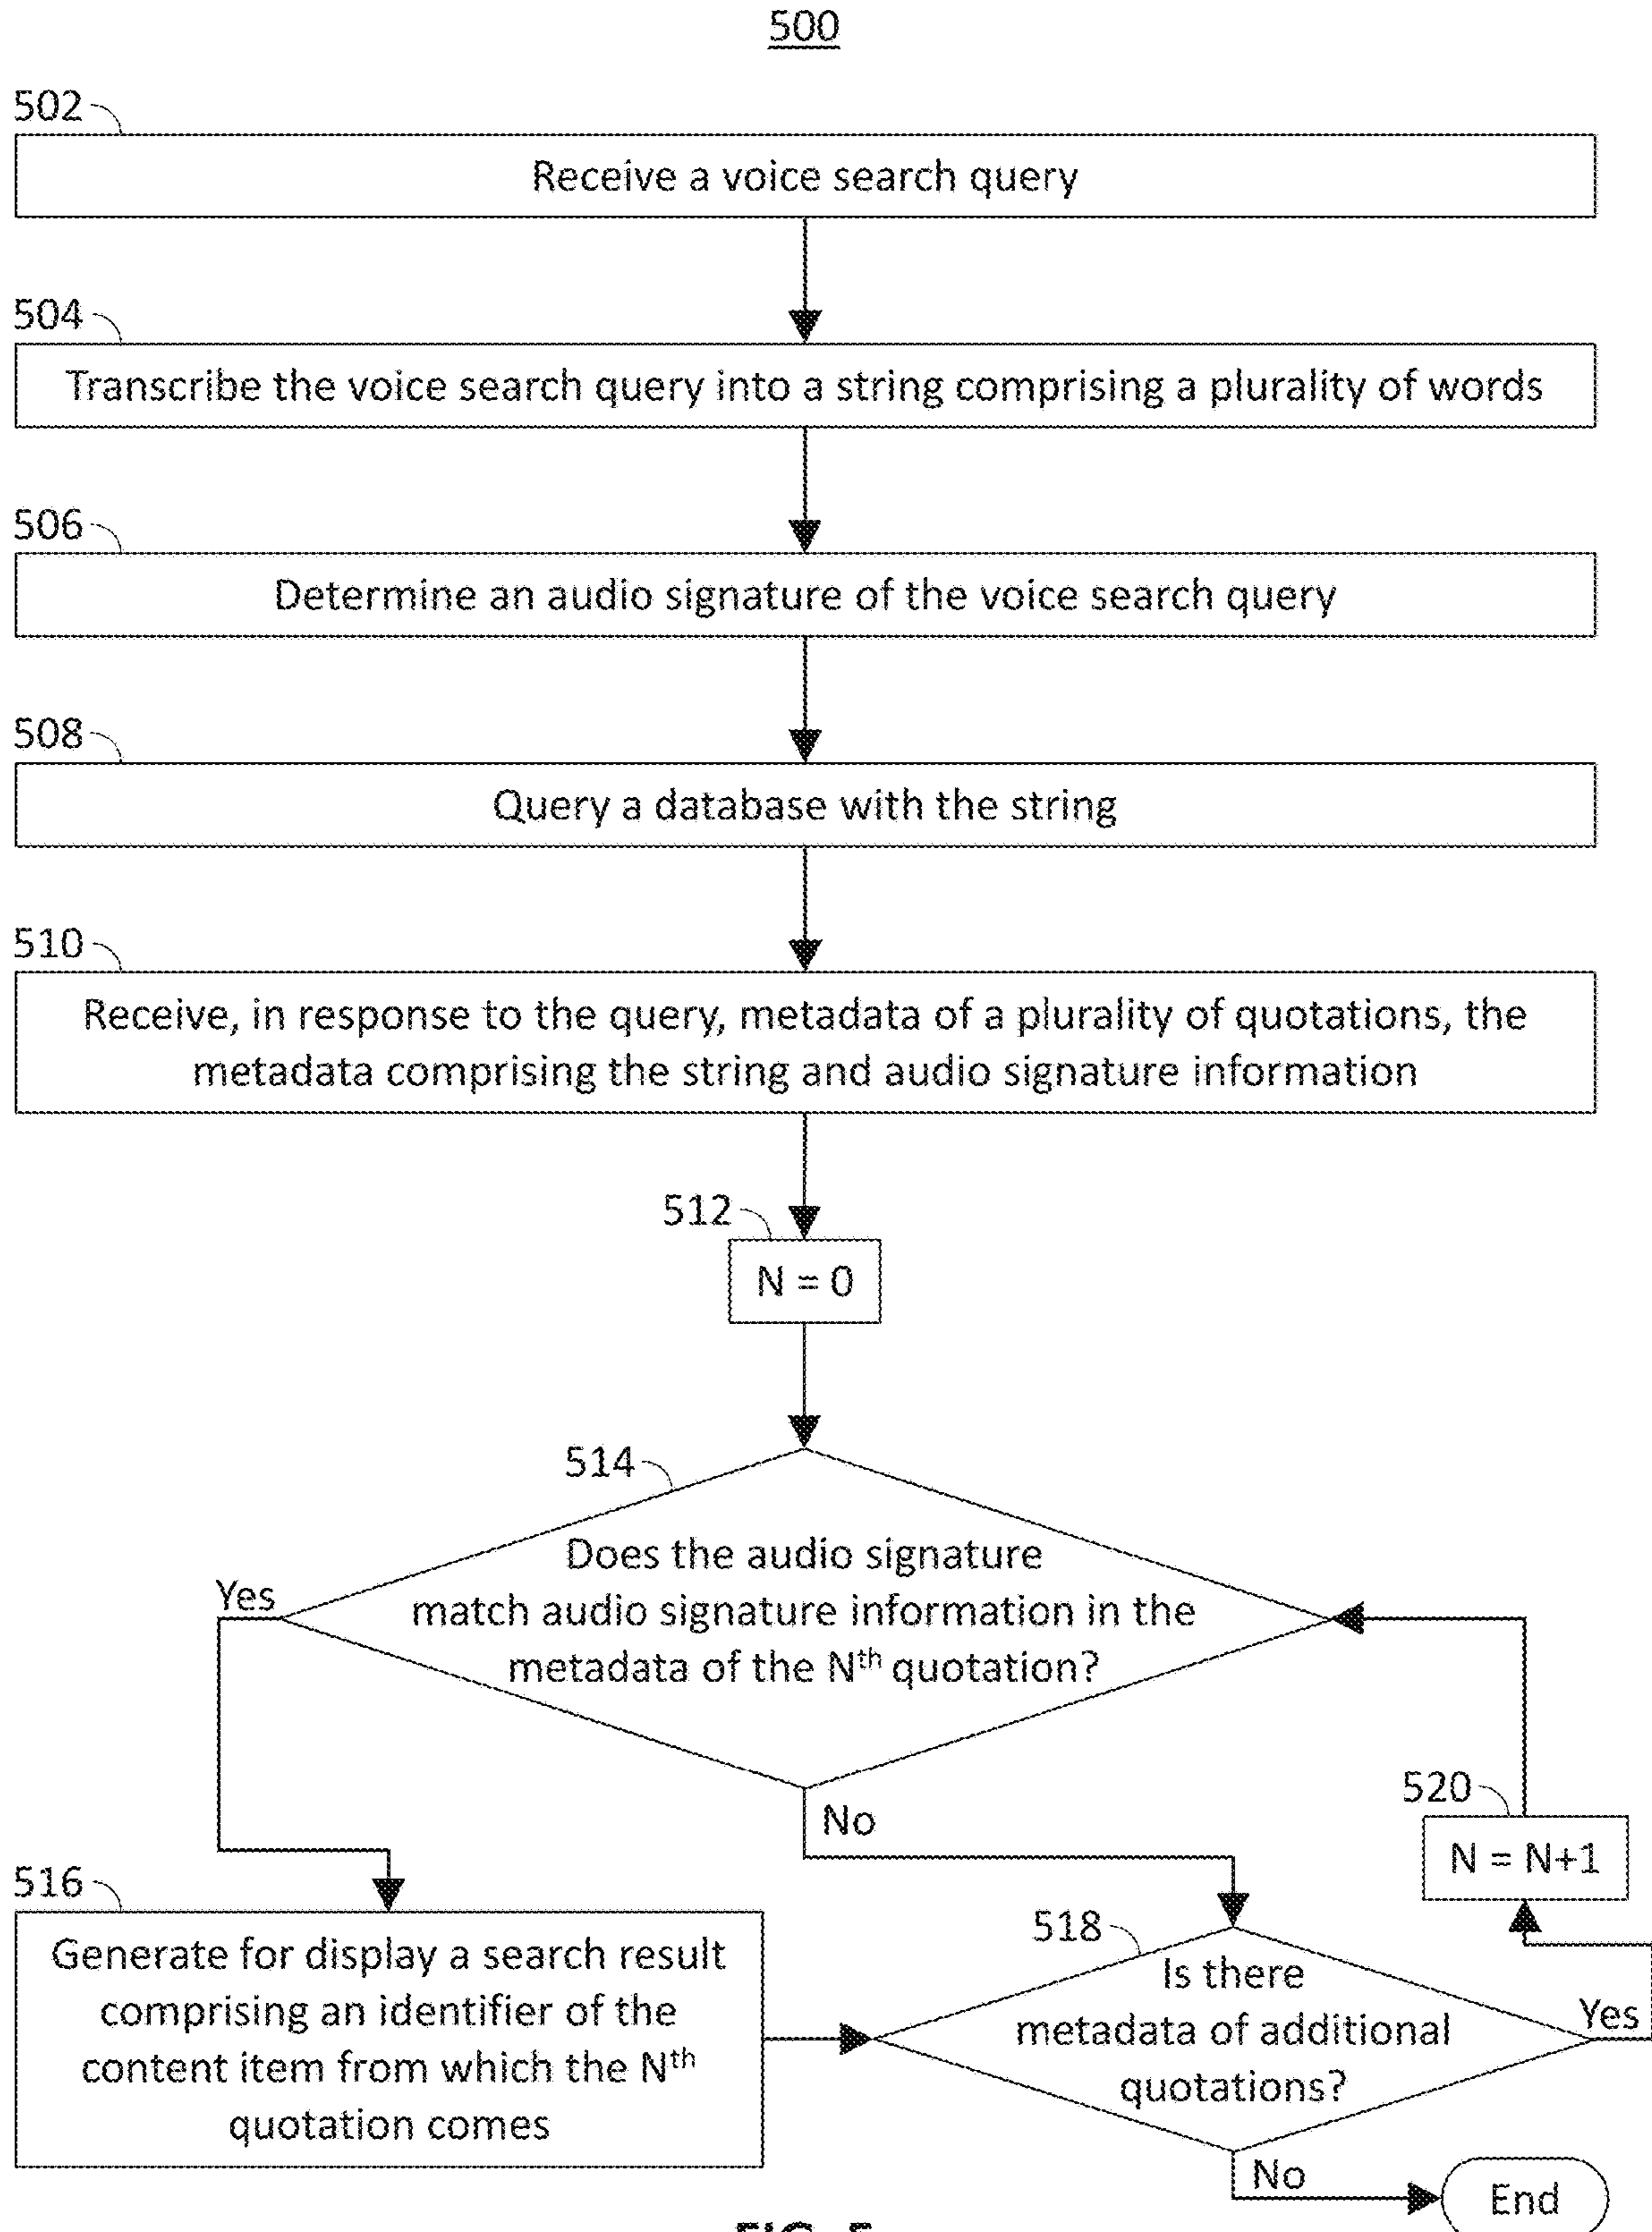 500
502
Receive a voice search query
504
Transcribe the voice search query into a string comprising a plurality of words
506
Determine an audio signature of the voice search query
508
Query a database with the string
510
Receive, in response to the query, metadata of a plurality of quotations, the
metadata comprising the string and audio signature information
512
N = 0
514
Does the audio signature
match audio signature information in the
metadata of the Nth quotation?
Yes
No
520
N = N+1
516
Generate for display a search result
comprising an identifier of the
content item from which the Nth
quotation comes
518
Is there
metadata of additional
quotations?
Yes
No
End
FIG. 5